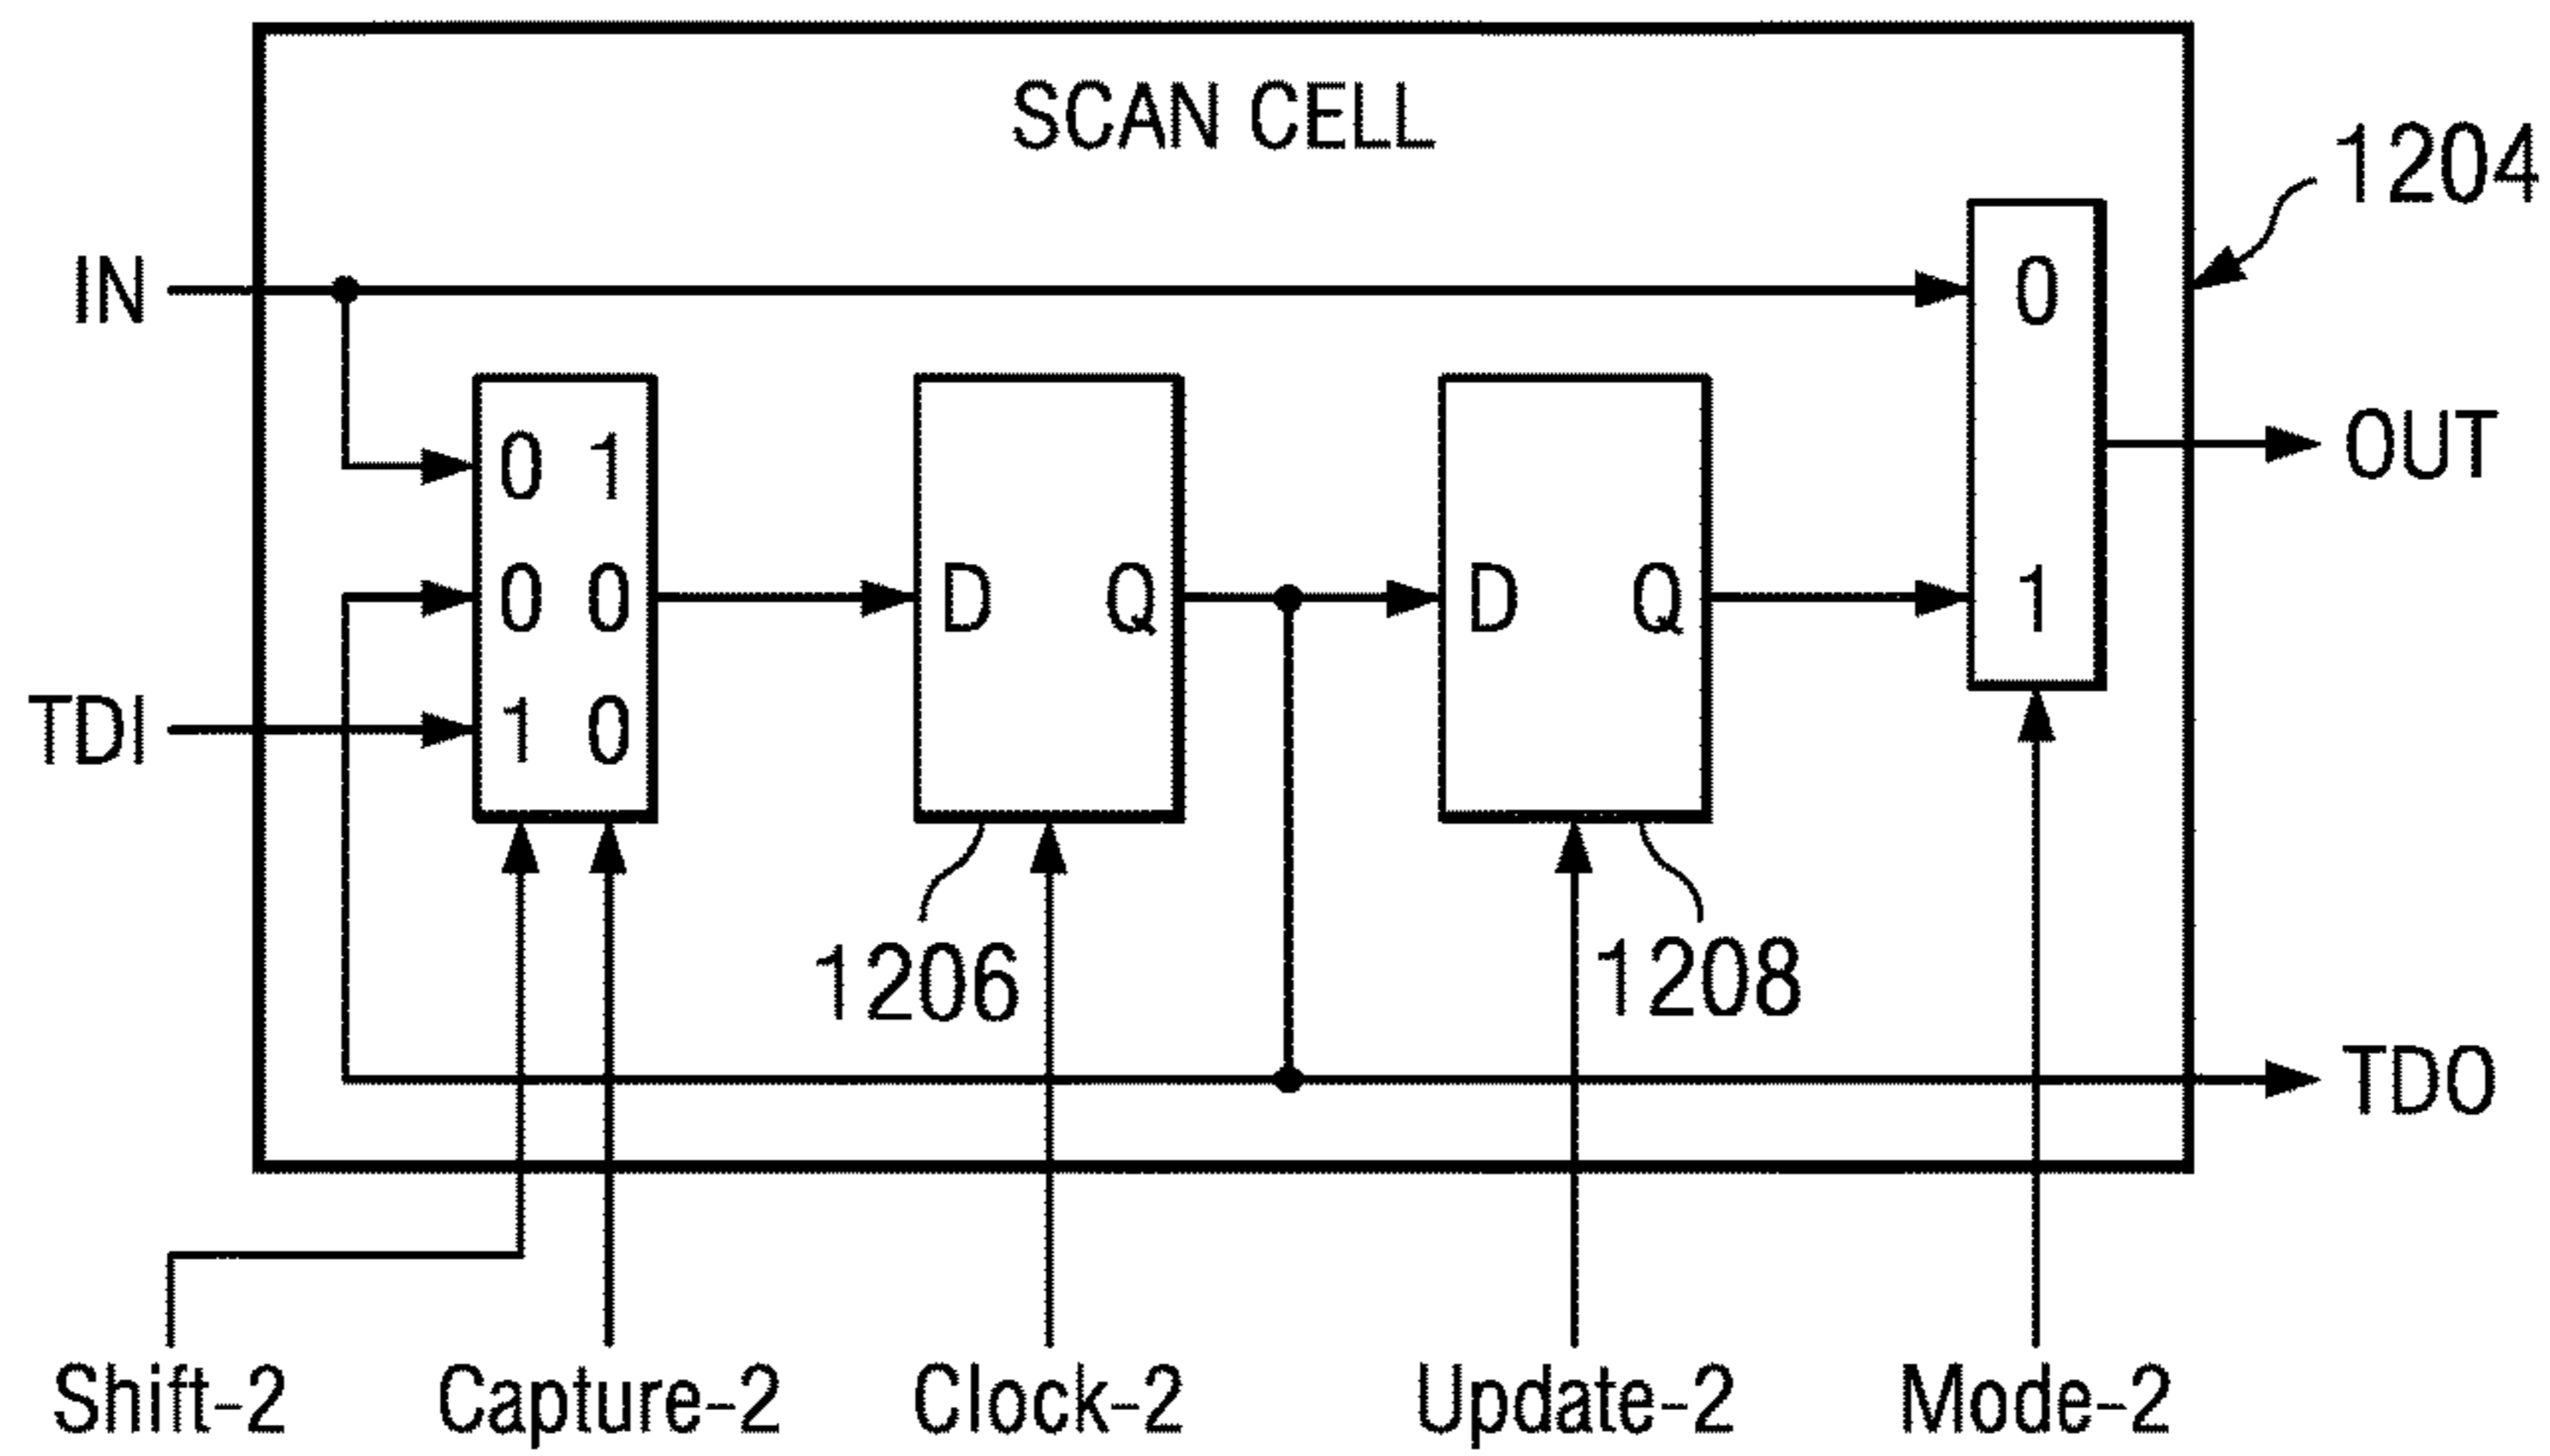 SCAN CELL
1204
IN
0
0 1
OUT
0 0
D Q
D Q
1
TDI
1 0
1206
1208
TDO
Shift-2
Capture-2
Clock-2
Update-2
Mode-2